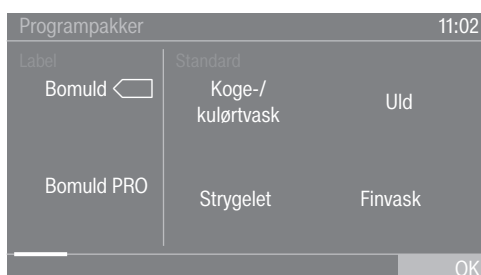 Programpakker 11:02
Label
Bomuld
Bomuld PRO
Standard
Koge-/
kulørtvask
Uld
Strygelet
Finvask
OK